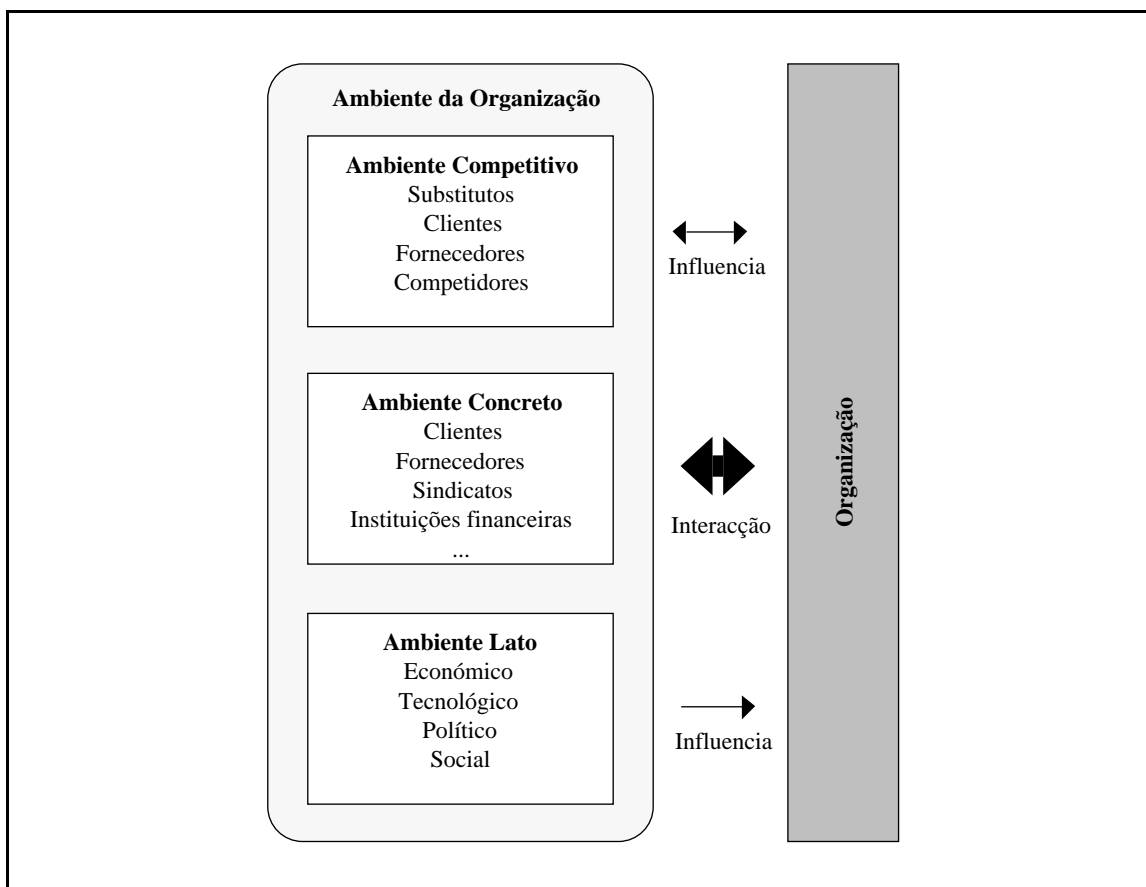 Ambiente da Organização
Ambiente Competitivo
Substitutos
Clientes
Fornecedores
Competidores
Influencia
Ambiente Concreto
Clientes
Fornecedores
Sindicatos
Instituições financeiras
...
Interacção
Ambiente Lato
Económico
Tecnológico
Político
Social
Influencia
Organização